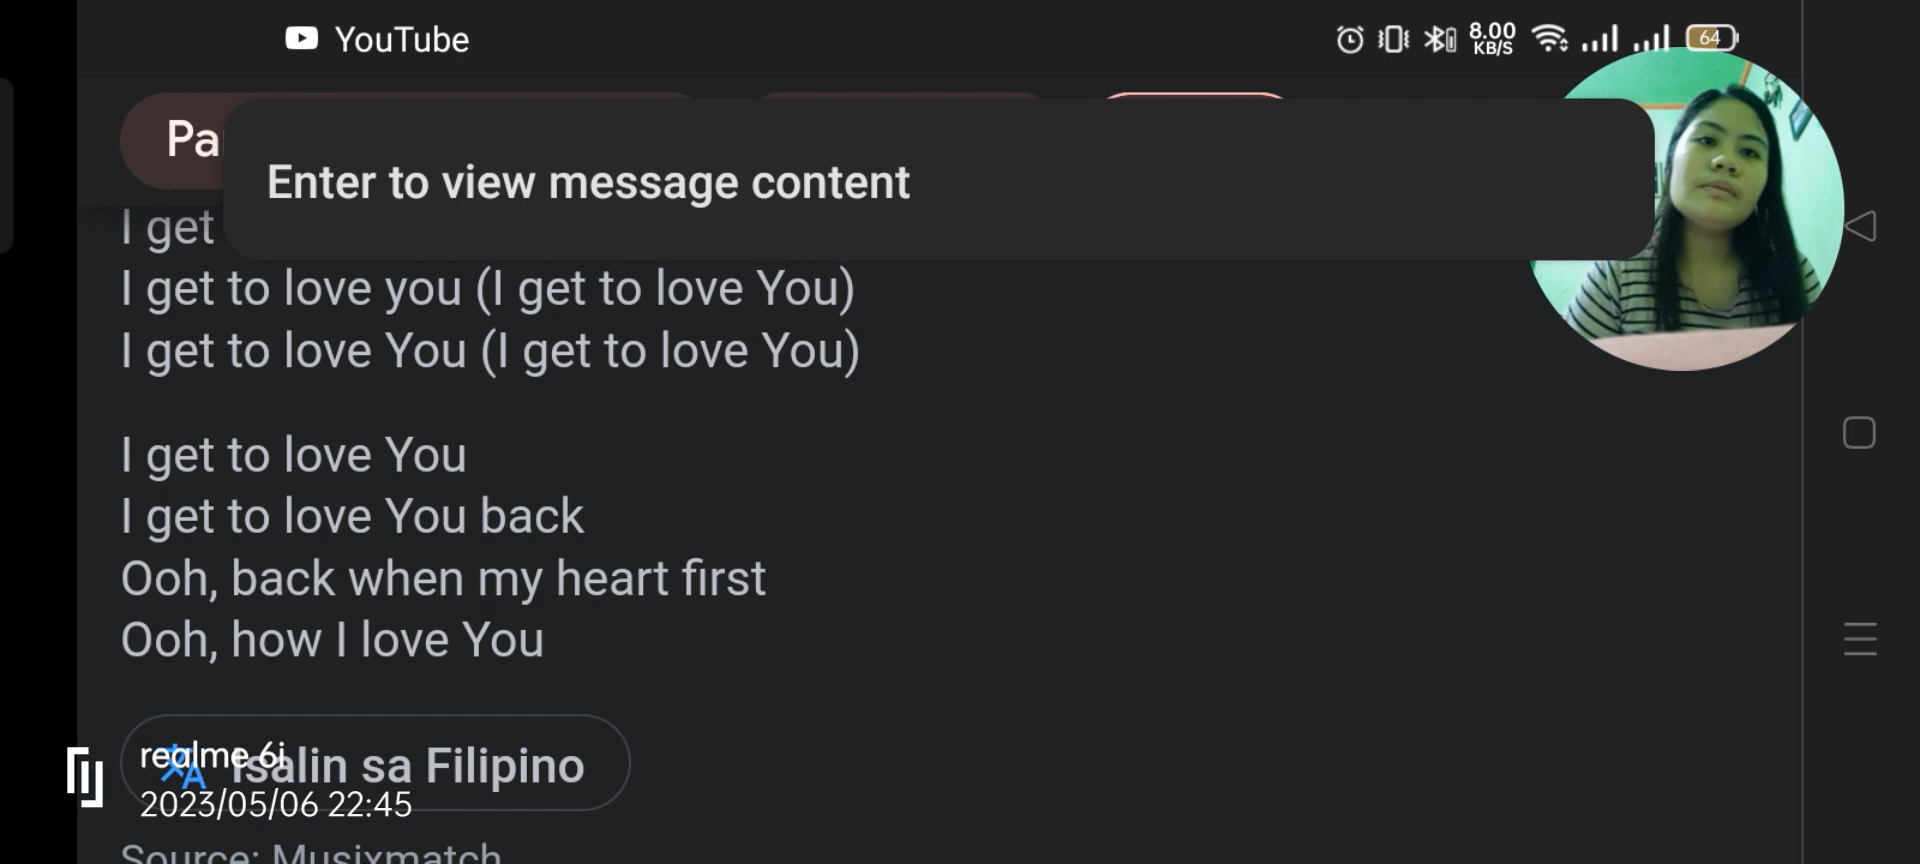 YouTube
8.00
KB/S
64
Pa
Enter to view message content
I get
I get to love you (I get to love You)
I get to love You (I get to love You)
I get to love You
I get to love You back
Ooh, back when my heart first
Ooh, how I love You
Isalin sa Filipino
realme 6i
2023/05/06 22:45
Source: Musixmatch